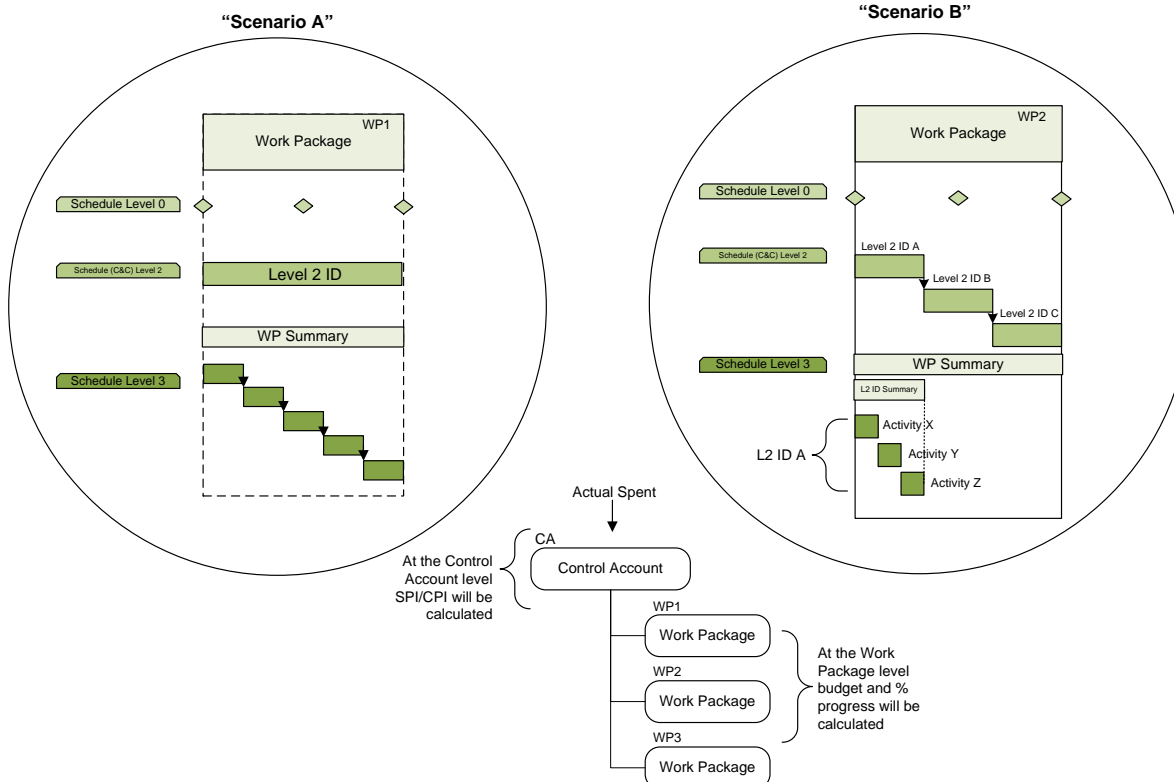 “Scenario A”
WP1
Work Package
Schedule Level 0
Schedule (C&C) Level 2
Level 2 ID
WP Summary
Schedule Level 3
“Scenario B”
WP2
Work Package
Schedule Level 0
Schedule (C&C) Level 2
Level 2 ID A
Level 2 ID B
Level 2 ID C
Schedule Level 3
WP Summary
L2 ID Summary
Activity X
L2 ID A
Activity Y
Activity Z
Actual Spent
CA
Control Account
At the Control
Account level
SPI/CPI will be
calculated
WP1
Work Package
WP2
Work Package
WP3
Work Package
At the Work
Package level
budget and %
progress will be
calculated